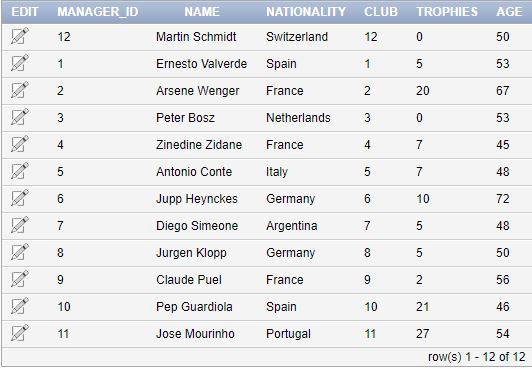 EDIT MANAGER_ID NAME NATIONALITY CLUB TROPHIES AGE
12 Martin Schmidt Switzerland 12 0 50
1 Ernesto Valverde Spain 1 5 53
2 Arsene Wenger France 2 20 67
3 Peter Bosz Netherlands 3 0 53
4 Zinedine Zidane France 4 7 45
5 Antonio Conte Italy 5 7 48
6 Jupp Heynckes Germany 6 10 72
7 Diego Simeone Argentina 7 5 48
8 Jurgen Klopp Germany 8 5 50
9 Claude Puel France 9 2 56
10 Pep Guardiola Spain 10 21 46
11 Jose Mourinho Portugal 11 27 54
row(s) 1 - 12 of 12